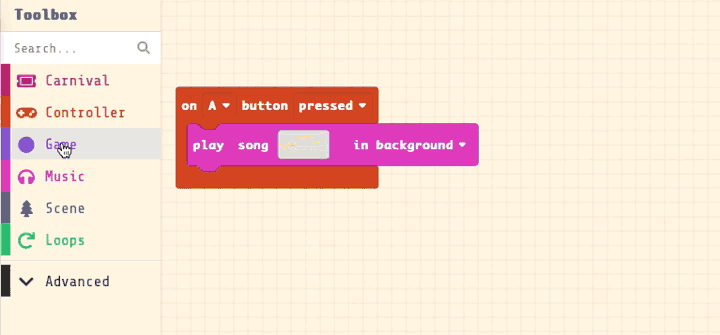 Toolbox
Search...
Carnival
Controller
Game
Music
Scene
Loops
Advanced
on A button pressed
play song in background